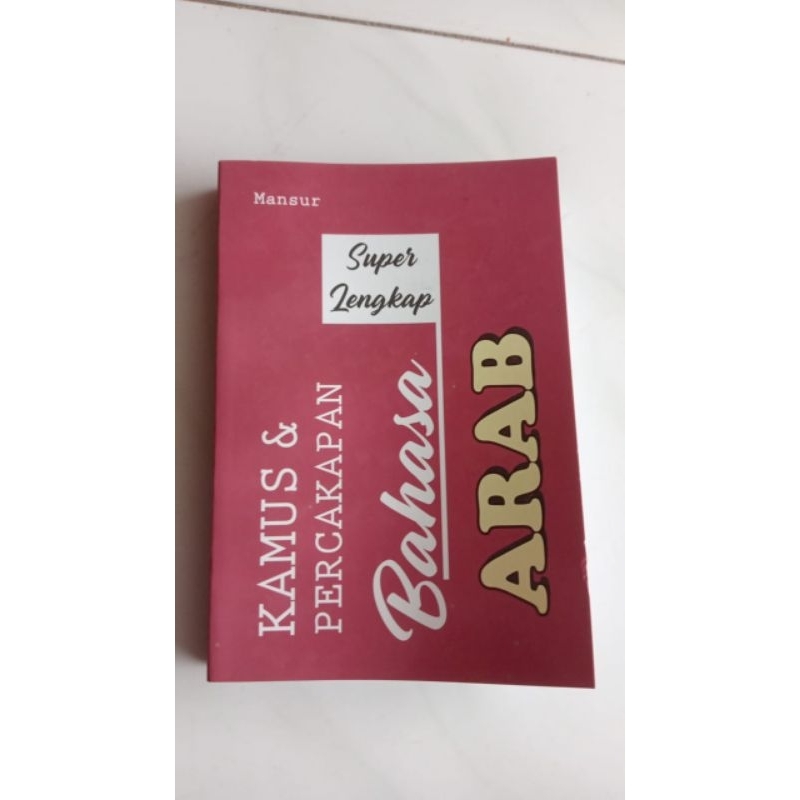 Mansur
Super
Lengkap
KAMUS &
PERCAKAPAN
Bahasa
ARAB